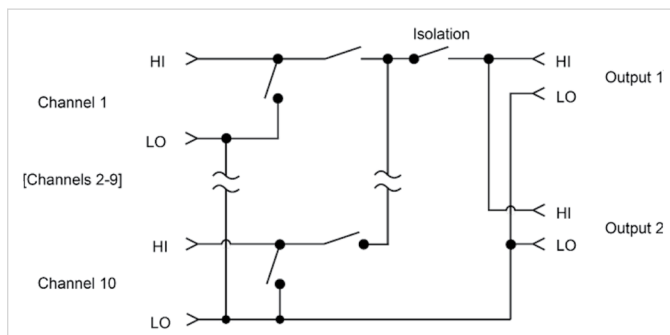 Isolation
HI
HI
Output 1
LO
Channel 1
LO
[Channels 2-9]
HI
Output 2
HI
LO
Channel 10
LO